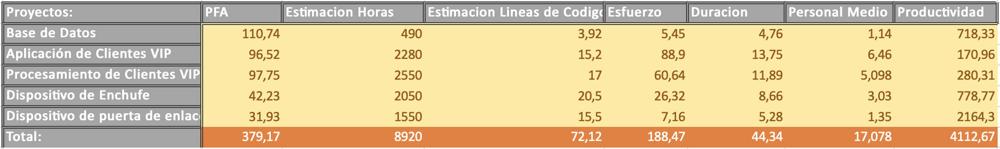 Proyectos: PFA Estimacion Horas Estimacion Lineas de Codigo Esfuerzo Duracion Personal Medio Productividad
Base de Datos 110,74 490 3,92 5,45 4,76 1,14 718,33
Aplicación de Clientes VIP 96,52 2280 15,2 88,9 13,75 6,46 170,96
Procesamiento de Clientes VIP 97,75 2550 17 60,64 11,89 5,098 280,31
Dispositivo de Enchufe 42,23 2050 20,5 26,32 8,66 3,03 778,77
Dispositivo de puerta de enlac 31,93 1550 15,5 7,16 5,28 1,35 2164,3
Total: 379,17 8920 72,12 188,47 44,34 17,078 4112,67